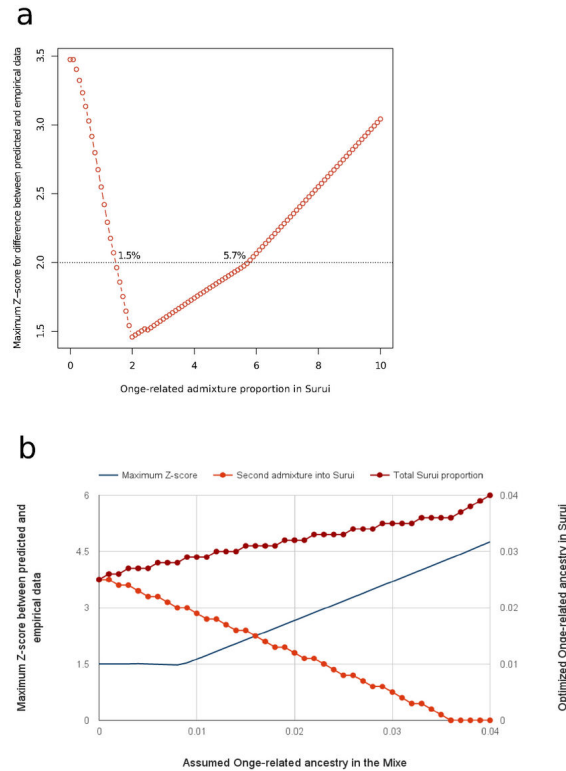 a
Maximum Z-score for difference between predicted and empirical data
3.5
3.0
2.5
2.0
1.5
1.5%
5.7%
0
2
4
6
8
10
Onge-related admixture proportion in Surui
b
Maximum Z-score
Second admixture into Surui
Total Surui proportion
Maximum Z-score between predicted and
empirical data
6
4.5
3
1.5
0
0.04
0.03
0.02
0.01
0
Optimized Onge-related ancestry in Surui
0
0.01
0.02
0.03
0.04
Assumed Onge-related ancestry in the Mixe